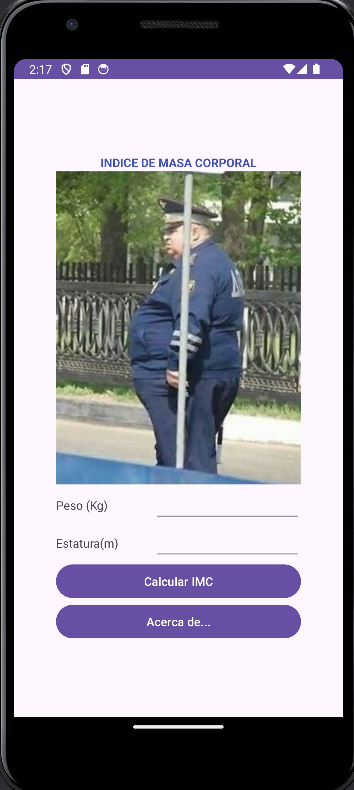 2:17
INDICE DE MASA CORPORAL
Peso (Kg)
Estatura(m)
Calcular IMC
Acerca de...